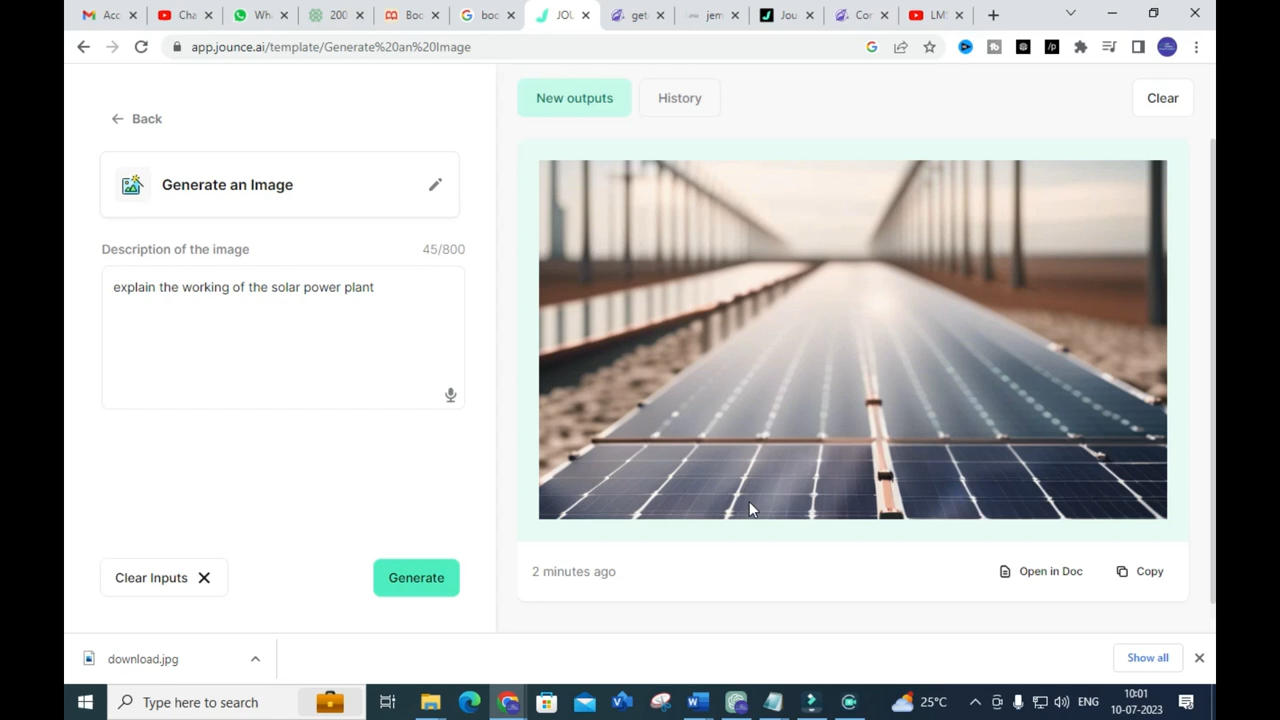 Acc
Cha
Wha
200
Boc
boc
JOU
get
jem
Jou
Cor
LMS
app.jounce.ai/template/Generate%20an%20Image
Back
Generate an Image
Description of the image
45/800
explain the working of the solar power plant
Clear Inputs
Generate
New outputs
History
Clear
2 minutes ago
Open in Doc
Copy
download.jpg
Show all
Type here to search
25°C
ENG
10:01
10-07-2023